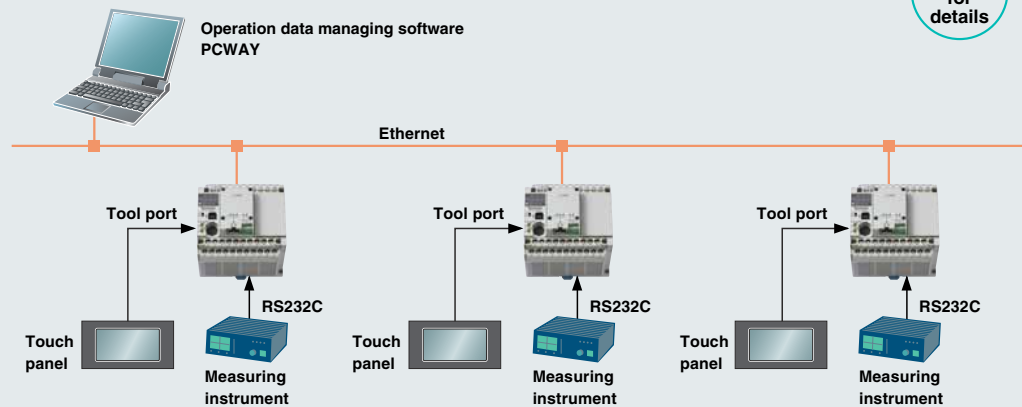 for
details
Operation data managing software
PCWAY
Ethernet
Tool port
Tool port
Tool port
RS232C
RS232C
RS232C
Touch
panel
Touch
panel
Touch
panel
Measuring
instrument
Measuring
instrument
Measuring
instrument